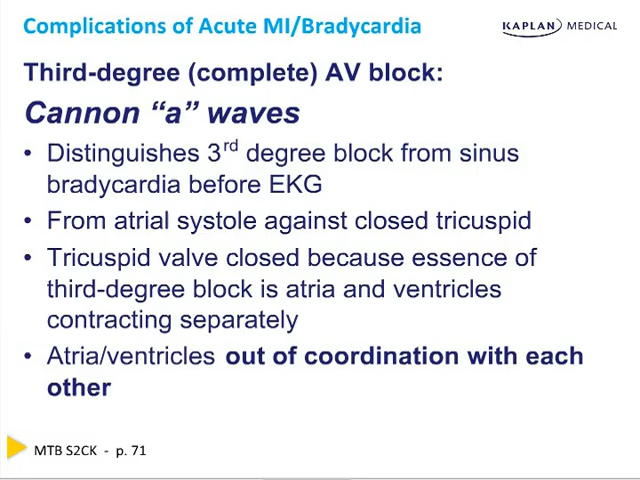 Complications of Acute MI/Bradycardia
KAPLAN MEDICAL
Third-degree (complete) AV block:
Cannon “a” waves
• Distinguishes 3rd degree block from sinus
bradycardia before EKG
• From atrial systole against closed tricuspid
• Tricuspid valve closed because essence of
third-degree block is atria and ventricles
contracting separately
• Atria/ventricles out of coordination with each
other
MTB S2CK - p. 71